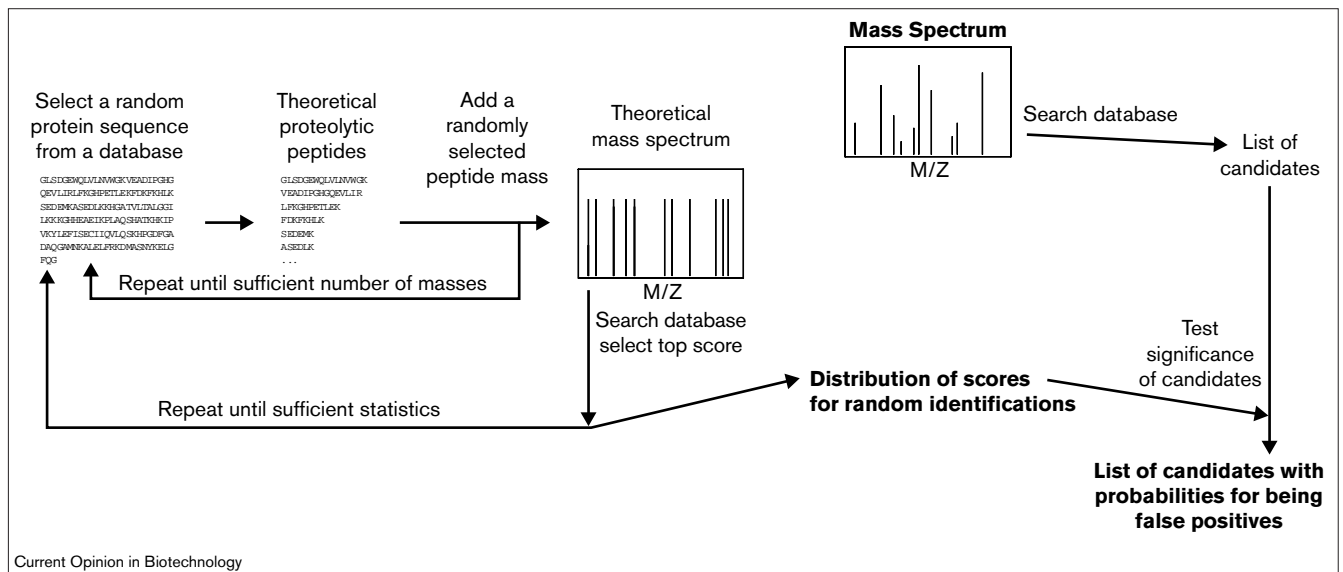 Mass Spectrum
Select a random
protein sequence
from a database
Theoretical
proteolytic
peptides
Add a
randomly
selected
peptide mass
Theoretical
mass spectrum
Search database
M/Z
List of
candidates
GLSDGEWQLVLNVWGKVEADIPGHG
QEVLIRLFKGHPETLEKFDKFKHLK
SEDEMKASEDLKKHGATVLTALGGI
LKKKGHHEAEIKPLAQSHATKHKIP
VKYLEFISECIIQVLQSKHPGDFGA
DAQGAMNKALELFRKDMASNYKELG
FQG
GLSDGEWQLVLNVWGK
VEADIPGHGQEVLIR
LFKGHPETLEK
FDKFKHLK
SEDEMK
ASEDLK
...
Repeat until sufficient number of masses
M/Z
Search database
select top score
Test
significance
of candidates
Distribution of scores
for random identifications
Repeat until sufficient statistics
List of candidates with
probabilities for being
false positives
Current Opinion in Biotechnology